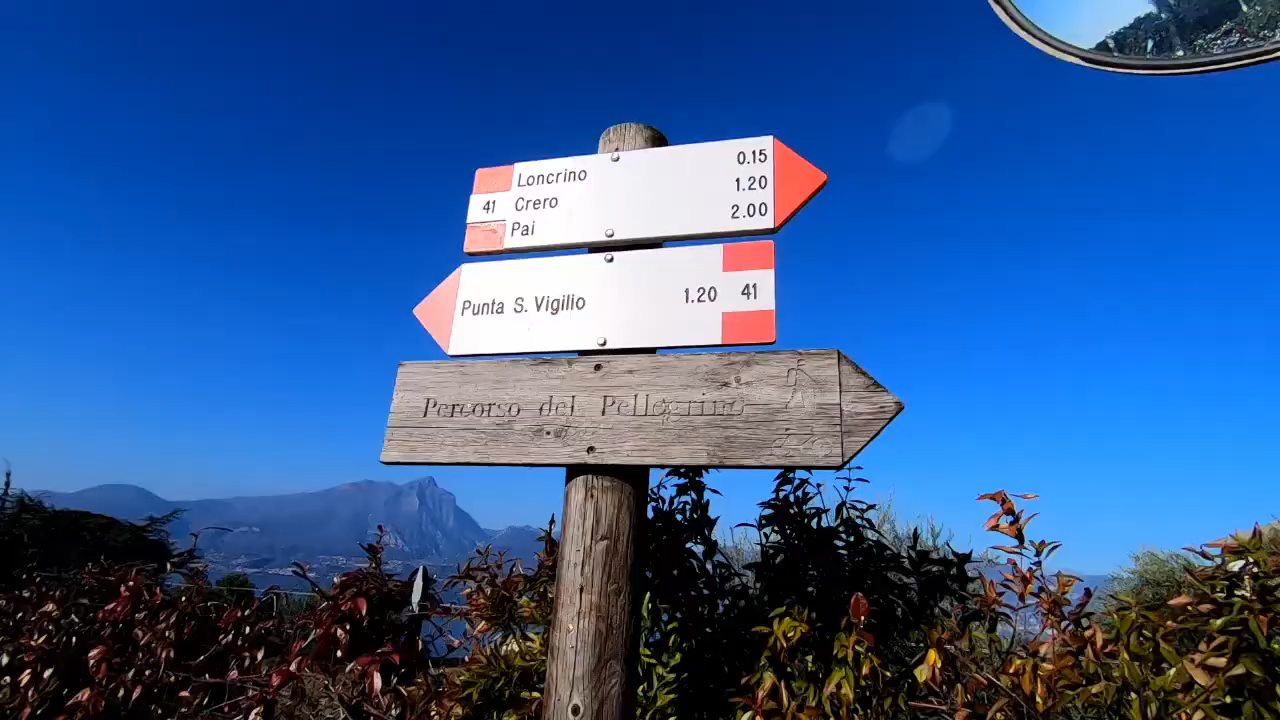 Loncrino 0.15
41 Crero 1.20
Pai 2.00
Punta S. Vigilio 1.20 41
Percorso del Pellegrino